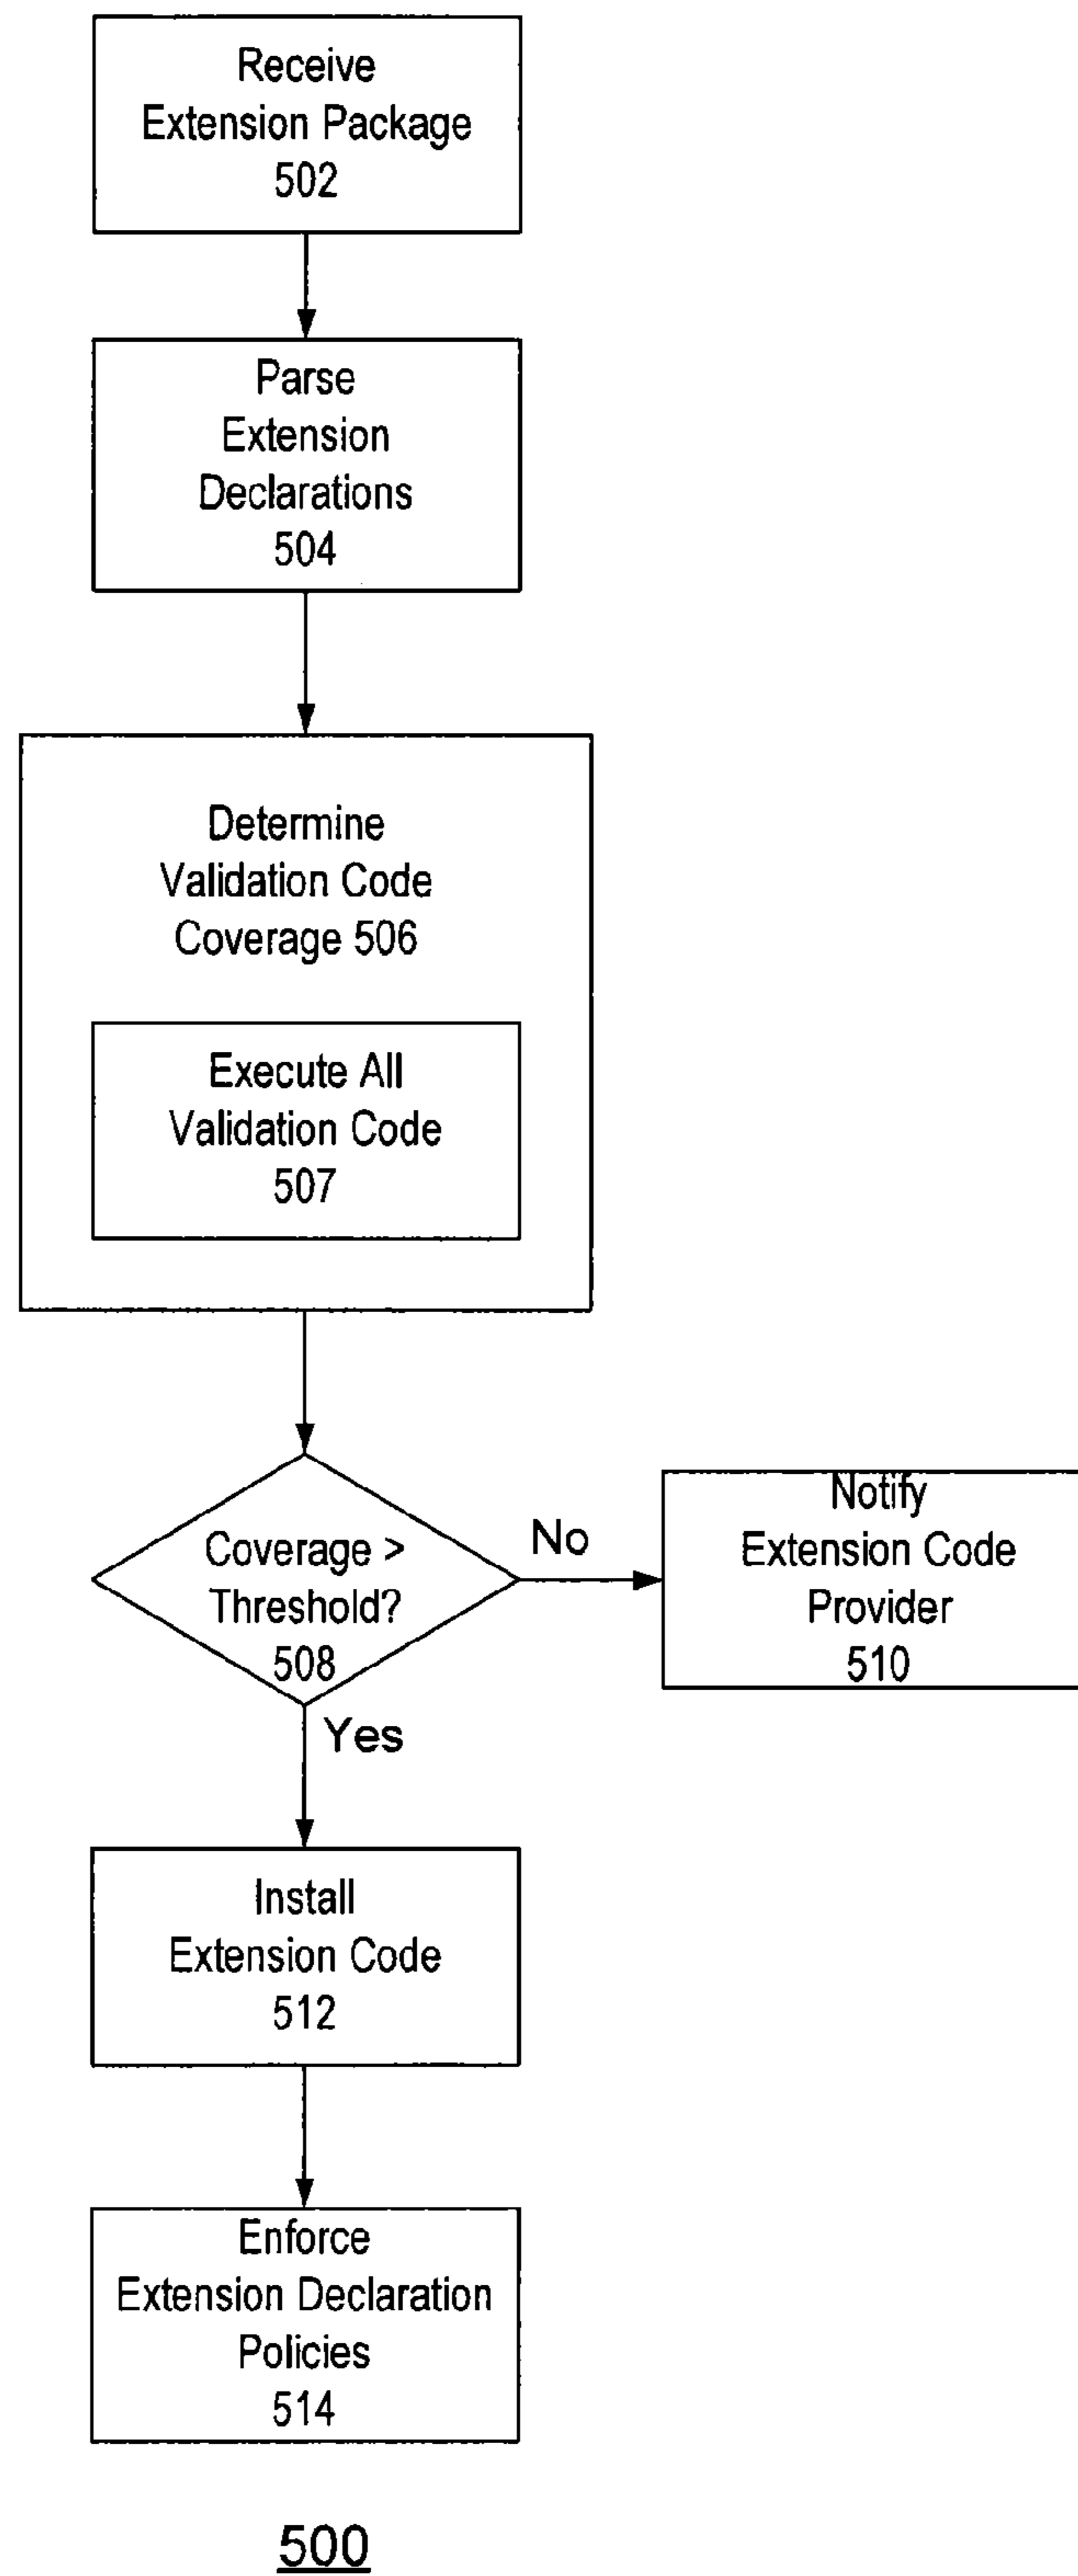 Receive
Extension Package
502
Parse
Extension
Declarations
504
Determine
Validation Code
Coverage 506
Execute All
Validation Code
507
Coverage >
Threshold?
508
No
Notify
Extension Code
Provider
510
Yes
Install
Extension Code
512
Enforce
Extension Declaration
Policies
514
500